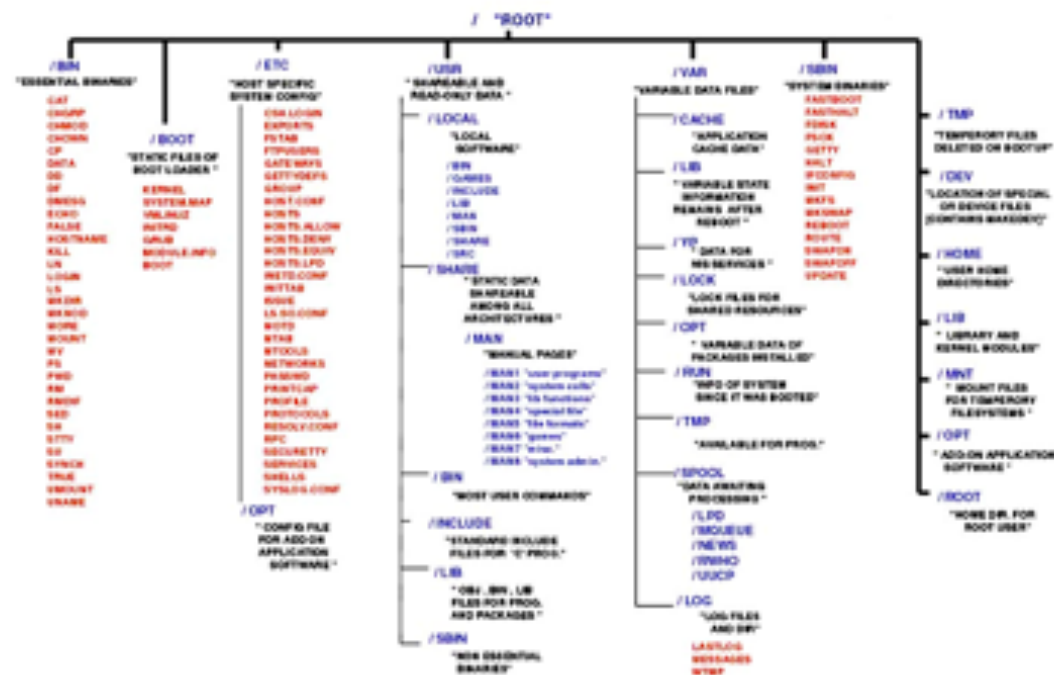 / "ROOT"
/BIN
"ESSENTIAL BINARIES"
CAT
CHGRP
CHMOD
CHOWN
CP
DATA
DD
DF
DMESG
ECHO
FALSE
HOSTNAME
KILL
LN
LOGIN
LS
MKDIR
MKNOD
MORE
MOUNT
MV
PS
PWD
RM
RMDIR
SED
SH
STTY
SU
SYNCH
TRUE
UMOUNT
UNAME
/BOOT
"STATIC FILES OF
BOOT LOADER "
KERNEL
SYSTEM.MAP
VMLINUZ
INITRD
GRUB
MODULE.INFO
BOOT
/ETC
"HOST SPECIFIC
SYSTEM CONFIG"
CSH.LOGIN
EXPORTS
FSTAB
FTPUSERS
GATEWAYS
GETTYDEFS
GROUP
HOST.CONF
HOSTS
HOSTS.ALLOW
HOSTS.DENY
HOSTS.EQUIV
HOSTS.LPD
INETD.CONF
INITTAB
ISSUE
LS.SO.CONF
MOTD
MTAB
MTOOLS
NETWORKS
PASSWD
PRINTCAP
PROFILE
PROTOCOLS
RESOLV.CONF
RPC
SECURETTY
SERVICES
SHELLS
SYSLOG.CONF
/OPT
" CONFIG FILE
FOR ADD-ON
APPLICATION
SOFTWARE "
/USR
" SHAREABLE AND
READ-ONLY DATA "
/LOCAL
"LOCAL
SOFTWARE"
/BIN
/GAMES
/INCLUDE
/LIB
/MAN
/SBIN
/SHARE
/SRC
/SHARE
" STATIC DATA
SHAREABLE
AMONG ALL
ARCHITECTURES "
/MAN
"MANUAL PAGES"
/MAN1 "user programs"
/MAN2 "system calls"
/MAN3 "lib functions"
/MAN4 "special file"
/MAN5 "file formats"
/MAN6 "games"
/MAN7 "misc."
/MAN8 "system admin."
/BIN
"MOST USER COMMANDS"
/INCLUDE
"STANDARD INCLUDE
FILES FOR 'C' PROG."
/LIB
" OBJ , BIN , LIB
FILES FOR PROG.
AND PACKAGES "
/SBIN
"NON ESSENTIAL
BINARIES"
/VAR
"VARIABLE DATA FILES"
/CACHE
"APPLICATION
CACHE DATA"
/LIB
" VARIABLE STATE
INFORMATION
REMAINS AFTER
REBOOT "
/YP
" DATA FOR
NIS SERVICES "
/LOCK
"LOCK FILES FOR
SHARED RESOURCES"
/OPT
" VARIABLE DATA OF
PACKAGES INSTALLED"
/RUN
"INFO OF SYSTEM
SINCE IT WAS BOOTED"
/TMP
"AVAILABLE FOR PROG."
/SPOOL
"DATA AWAITING
PROCESSING "
/LPD
/MQUEUE
/NEWS
/RWHO
/UUCP
/LOG
"LOG FILES
AND DIR"
LASTLOG
MESSAGES
WTMP
/SBIN
"SYSTEM BINARIES"
FASTBOOT
FASTHALT
FDISK
FSCK
GETTY
HALT
IFCONFIG
INIT
MKFS
MKSWAP
REBOOT
ROUTE
SWAPON
SWAPOFF
UPDATE
/TMP
"TEMPERORY FILES
DELETED ON BOOTUP"
/DEV
"LOCATION OF SPECIAL
OR DEVICE FILES
[CONTAINS MAKEDEV]"
/HOME
"USER HOME
DIRECTORIES"
/LIB
" LIBRARY AND
KERNEL MODULES"
/MNT
" MOUNT FILES
FOR TEMPERORY
FILESYSTEMS "
/OPT
" ADD-ON APPLICATION
SOFTWARE "
/ROOT
"HOME DIR. FOR
ROOT USER"